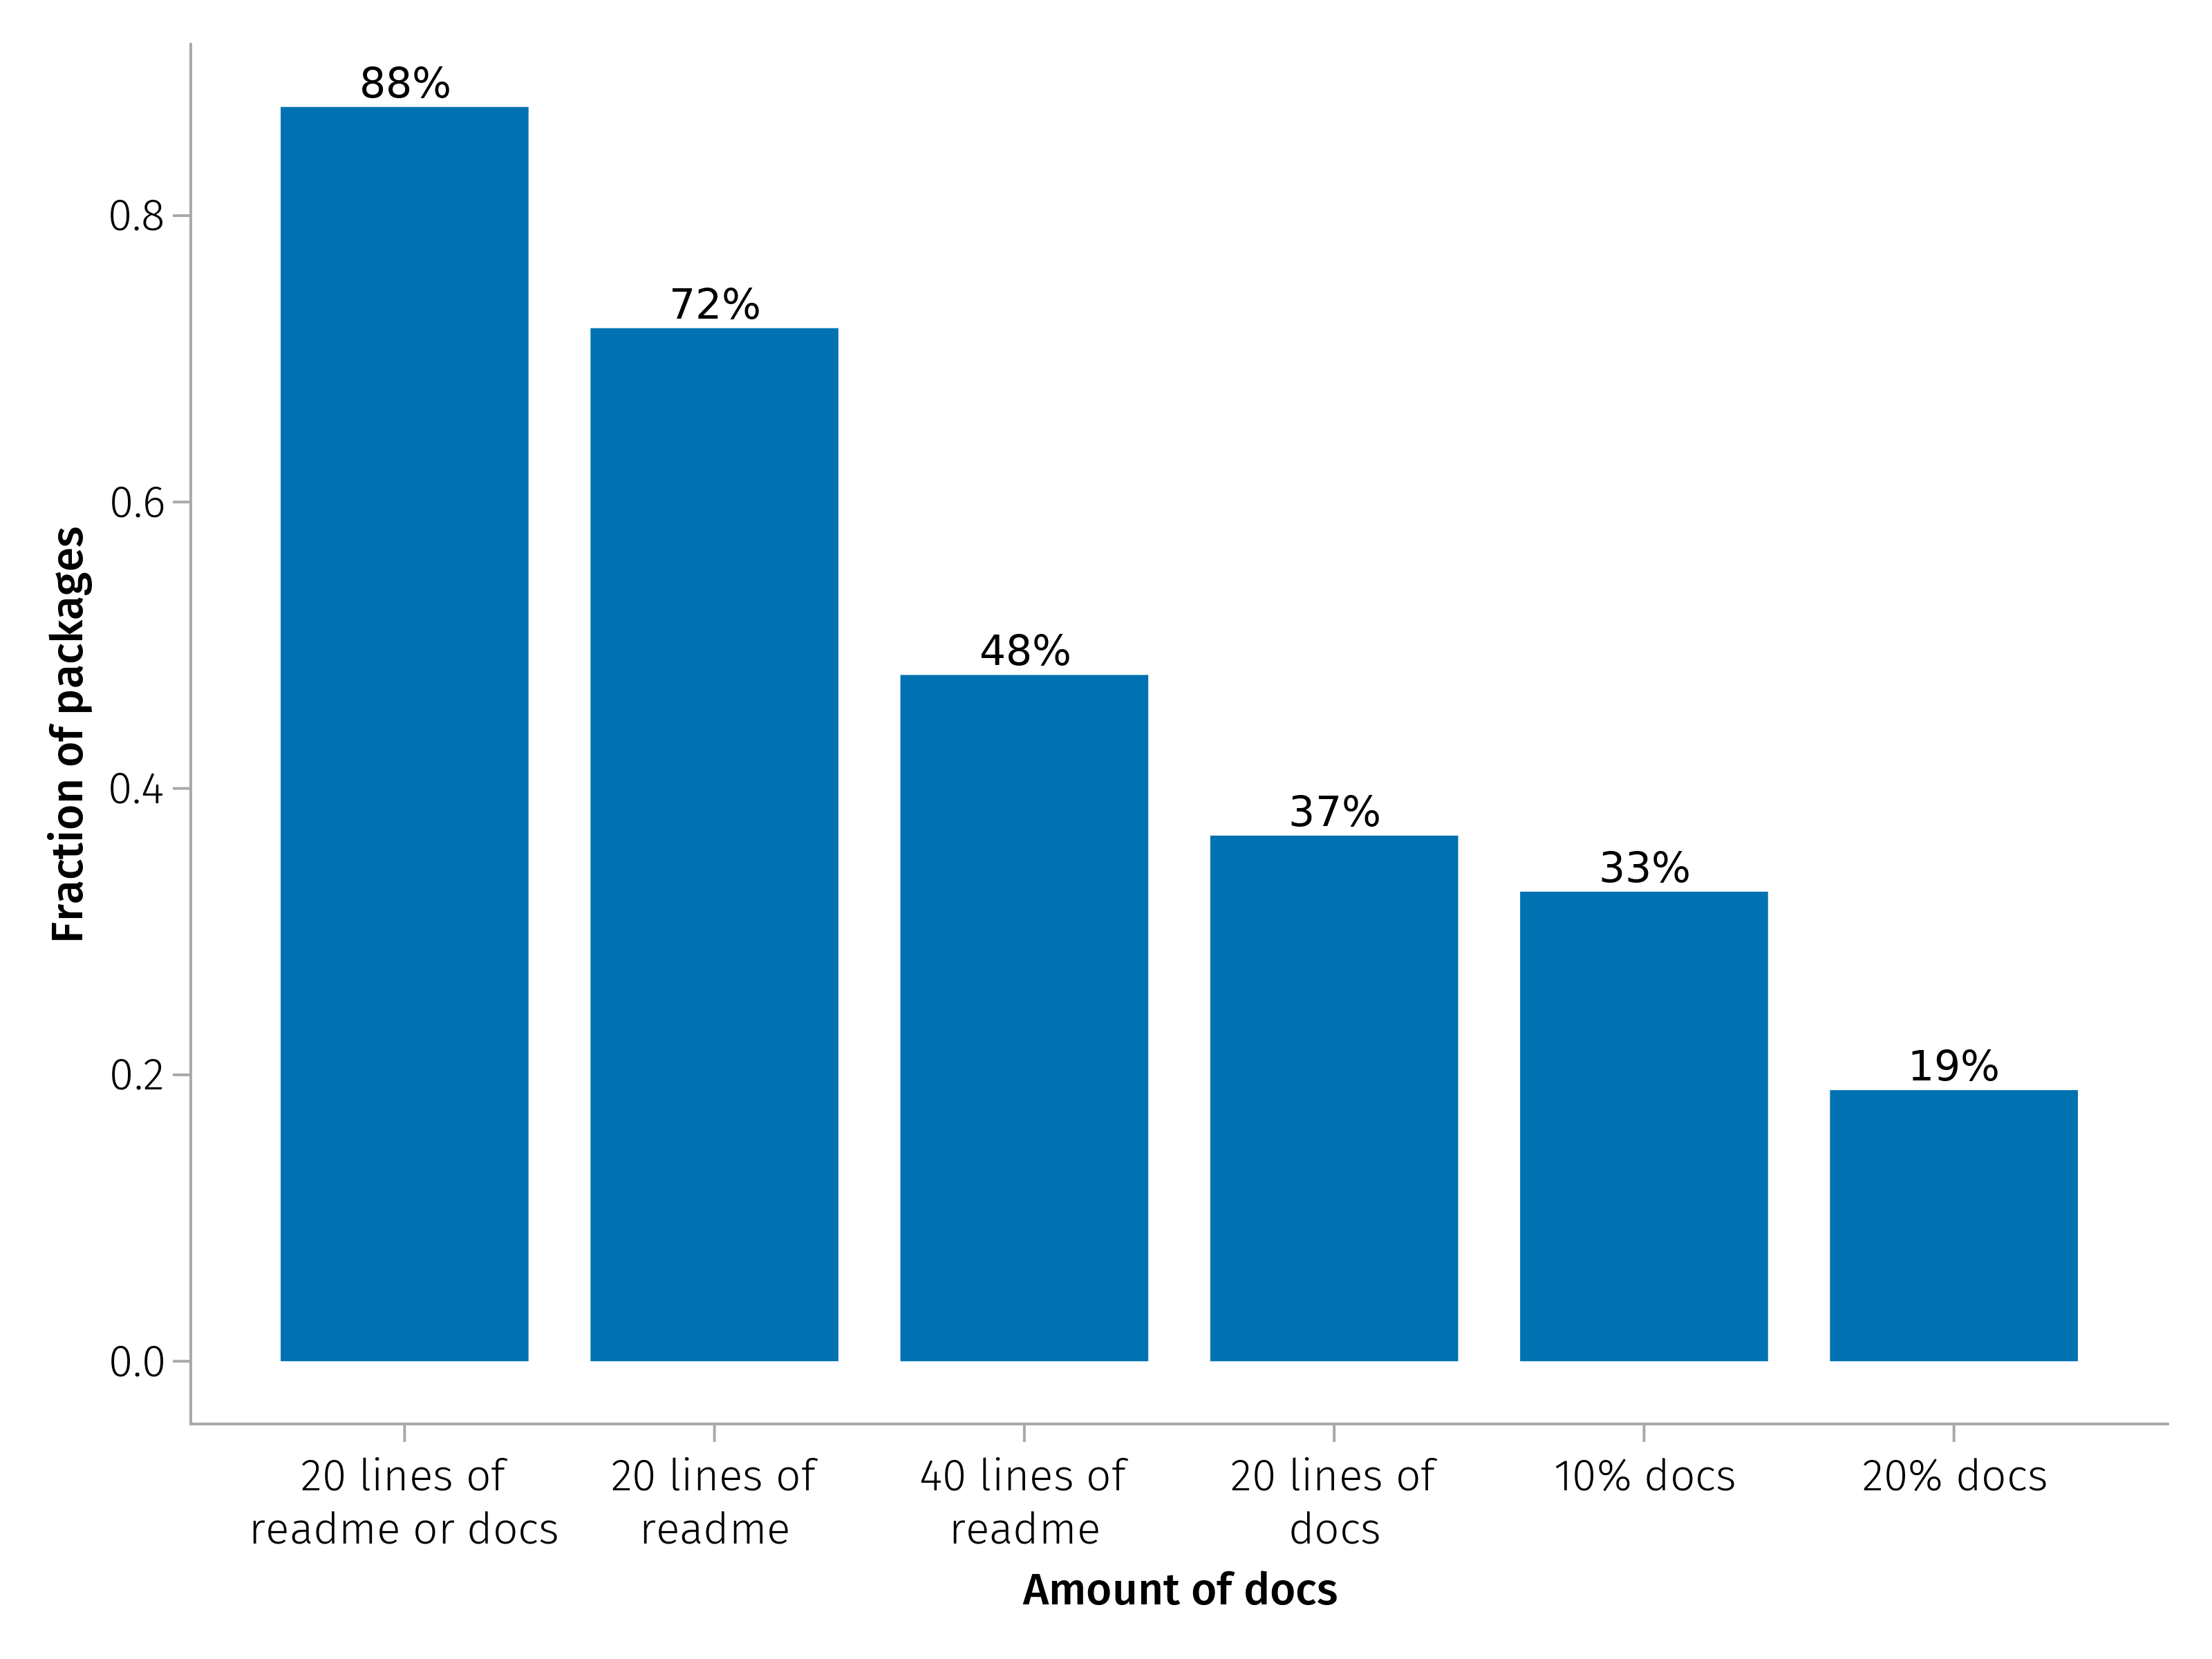 88%
72%
48%
37%
33%
19%
0.8
0.6
0.4
0.2
0.0
Fraction of packages
20 lines of
readme or docs
20 lines of
readme
40 lines of
readme
20 lines of
docs
10% docs
20% docs
Amount of docs